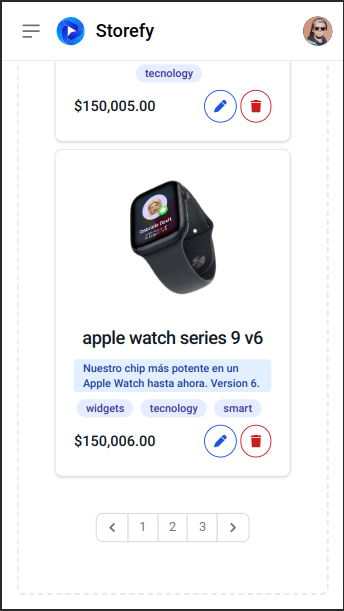 Storefy
tecnology
$150,005.00
apple watch series 9 v6
Nuestro chip más potente en un
Apple Watch hasta ahora. Version 6.
widgets tecnology smart
$150,006.00
1 2 3